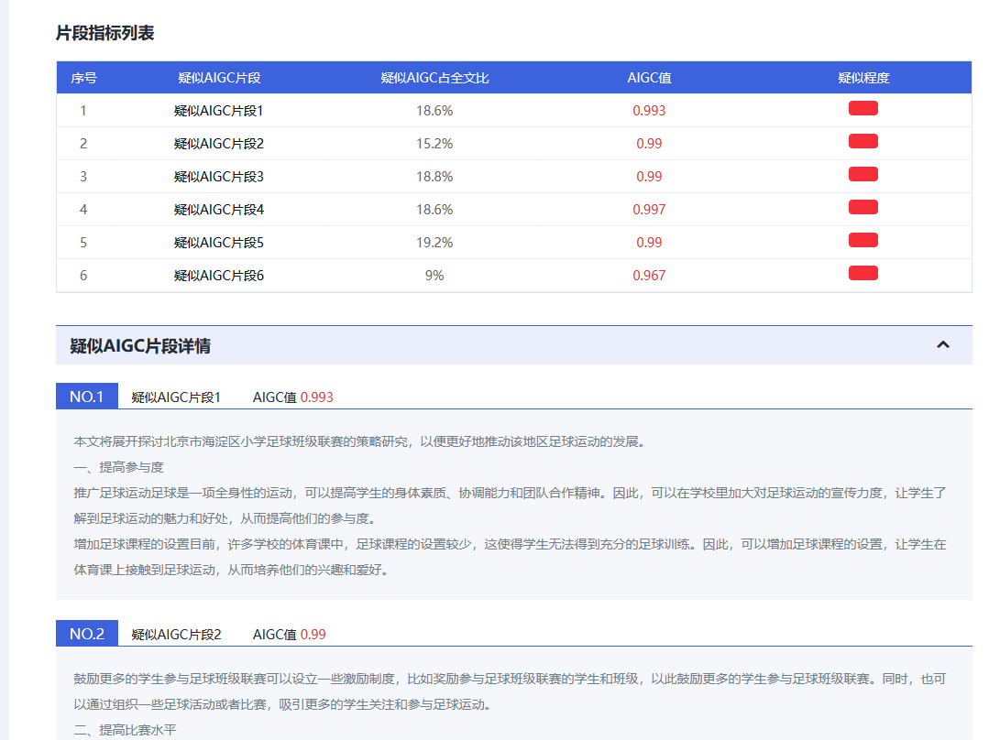 片段指标列表
序号 疑似AIGC片段 疑似AIGC占全文比 AIGC值 疑似程度
1 疑似AIGC片段1 18.6% 0.993
2 疑似AIGC片段2 15.2% 0.99
3 疑似AIGC片段3 18.8% 0.99
4 疑似AIGC片段4 18.6% 0.997
5 疑似AIGC片段5 19.2% 0.99
6 疑似AIGC片段6 9% 0.967
疑似AIGC片段详情
NO.1 疑似AIGC片段1 AIGC值 0.993
本文将展开探讨北京市海淀区小学足球班级联赛的策略研究，以便更好地推动该地区足球运动的发展。
一、提高参与度
推广足球运动足球是一项全身性的运动，可以提高学生的身体素质、协调能力和团队合作精神。因此，可以在学校里加大对足球运动的宣传力度，让学生了
解到足球运动的魅力和好处，从而提高他们的参与度。
增加足球课程的设置目前，许多学校的体育课中，足球课程的设置较少，这使得学生无法得到充分的足球训练。因此，可以增加足球课程的设置，让学生在
体育课上接触到足球运动，从而培养他们的兴趣和爱好。
NO.2 疑似AIGC片段2 AIGC值 0.99
鼓励更多的学生参与足球班级联赛可以设立一些激励制度，比如奖励参与足球班级联赛的学生和班级，以此鼓励更多的学生参与足球班级联赛。同时，也可
以通过组织一些足球活动或者比赛，吸引更多的学生关注和参与足球运动。
二、提高比赛水平